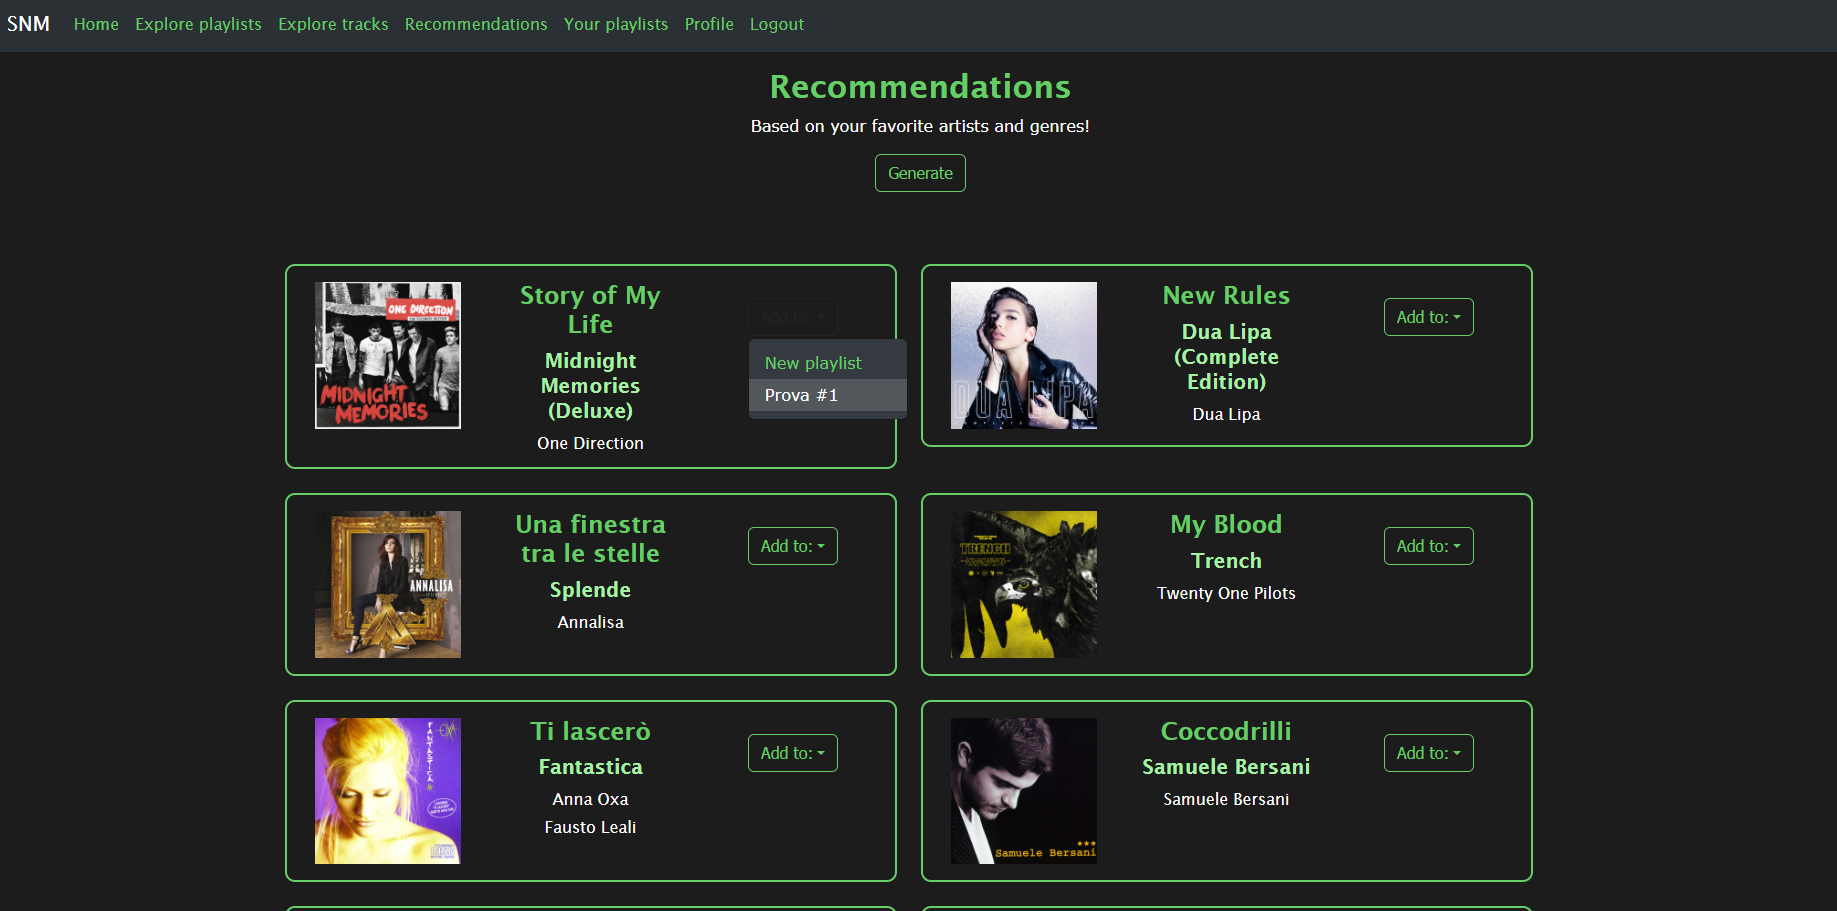 SNM Home Explore playlists Explore tracks Recommendations Your playlists Profile Logout
Recommendations
Based on your favorite artists and genres!
Generate
ONE DIRECTION
MIDNIGHT
MEMORIES
Story of My
Life
Midnight
Memories
(Deluxe)
One Direction
Add to:
New playlist
Prova #1
DUA LIPA
COMPLETE EDITION
New Rules
Dua Lipa
(Complete
Edition)
Dua Lipa
Add to:
ANNALISA
SPLENDE
Una finestra
tra le stelle
Splende
Annalisa
Add to:
TRENCH
My Blood
Trench
Twenty One Pilots
Add to:
FANTASTICA
OXA
Ti lascerò
Fantastica
Anna Oxa
Fausto Leali
Add to:
***
Samuele Bersani
Coccodrilli
Samuele Bersani
Samuele Bersani
Add to: